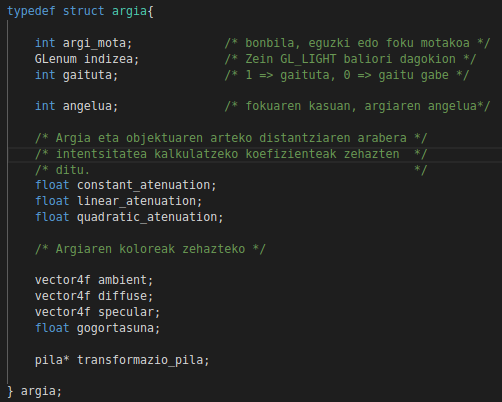 typedef struct argia{
int argi_mota; /* bonbila, eguzki edo foku motakoa */
GLenum indizea; /* Zein GL_LIGHT baliori dagokion */
int gaituta; /* 1 => gaituta, 0 => gaitu gabe */
int angelua; /* fokuaren kasuan, argiaren angelua*/
/* Argia eta objektuaren arteko distantziaren arabera */
/* intentsitatea kalkulatzeko koefizienteak zehazten */
/* ditu. */
float constant_atenuation;
float linear_atenuation;
float quadratic_atenuation;
/* Argiaren koloreak zehazteko */
vector4f ambient;
vector4f diffuse;
vector4f specular;
float gogortasuna;
pila* transformazio_pila;
} argia;